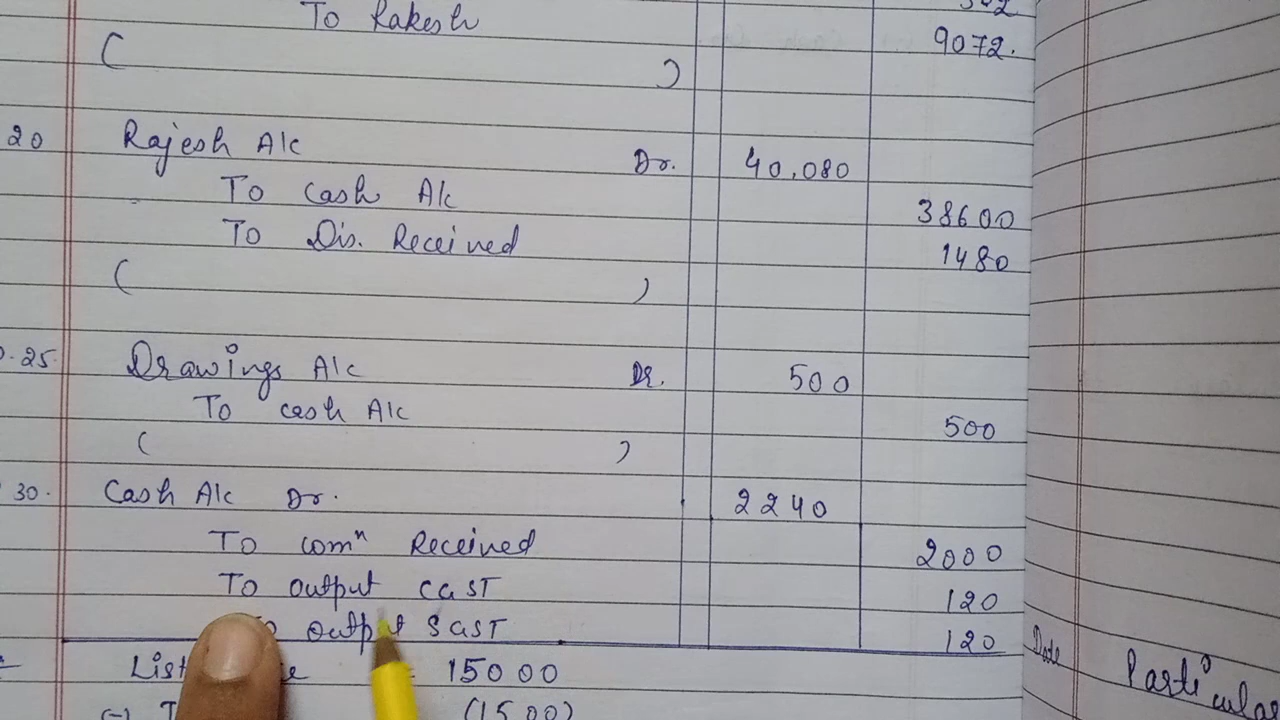 To Rakesh
9072.
( )
20 Rajesh A/c Dr. 40,080
To Cash A/c 38600
To Dis. Received 1480
( )
25. Drawings A/c Dr. 500
To cash A/c 500
( )
30. Cash A/c Dr. 2240
To comⁿ Received 2000
To output CGST 120
output SGST 120
15000
(-) (1500)
Date Particulars